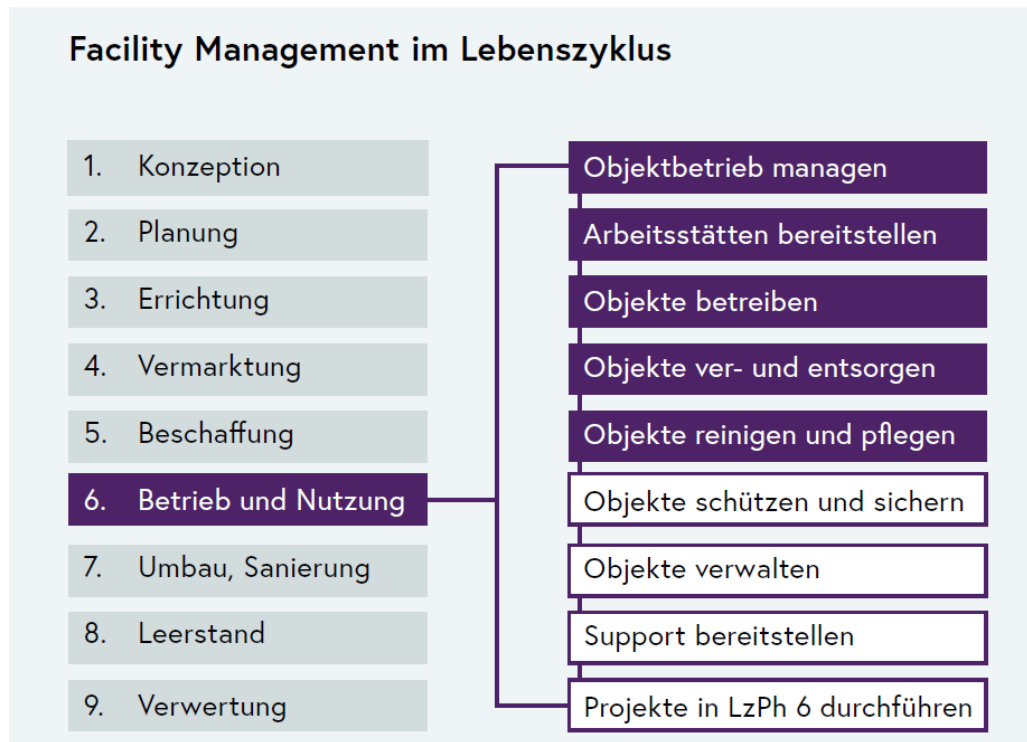 Facility Management im Lebenszyklus
1. Konzeption
2. Planung
3. Errichtung
4. Vermarktung
5. Beschaffung
6. Betrieb und Nutzung
7. Umbau, Sanierung
8. Leerstand
9. Verwertung
Objektbetrieb managen
Arbeitsstätten bereitstellen
Objekte betreiben
Objekte ver- und entsorgen
Objekte reinigen und pflegen
Objekte schützen und sichern
Objekte verwalten
Support bereitstellen
Projekte in LzPh 6 durchführen